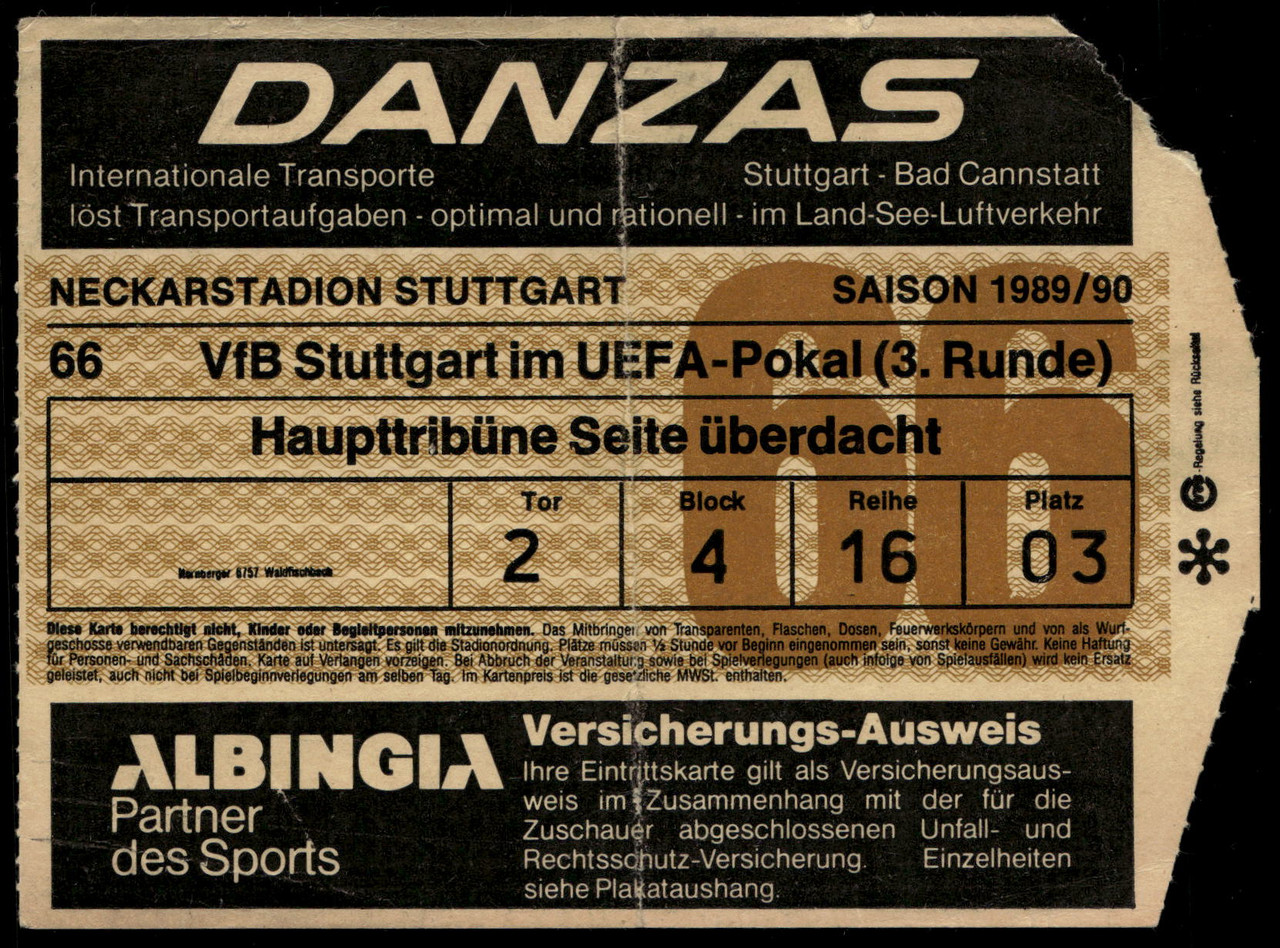 DANZAS
Internationale Transporte Stuttgart - Bad Cannstatt
löst Transportaufgaben - optimal und rationell - im Land-See-Luftverkehr
NECKARSTADION STUTTGART SAISON 1989/90
66 VfB Stuttgart im UEFA-Pokal (3. Runde)
66
Haupttribüne Seite überdacht
Tor Block Reihe Platz
2 4 16 03
6757 Waldfischbach
Diese Karte berechtigt nicht, Kinder oder Begleitpersonen mitzunehmen. Das Mitbringen von Transparenten, Flaschen, Dosen, Feuerwerkskörpern und von als Wurf-
geschosse verwendbaren Gegenständen ist untersagt. Es gilt die Stadionordnung. Plätze müssen ½ Stunde vor Beginn eingenommen sein, sonst keine Gewähr. Keine Haftung
für Personen- und Sachschäden. Karte auf Verlangen vorzeigen. Bei Abbruch der Veranstaltung sowie bei Spielverlegungen (auch infolge von Spielausfällen) wird kein Ersatz
geleistet, auch nicht bei Spielbeginnverlegungen am selben Tag. Im Kartenpreis ist die gesetzliche MWSt. enthalten.
-Regelung siehe Rückseite!
ALBINGIA
Partner
des Sports
Versicherungs-Ausweis
Ihre Eintrittskarte gilt als Versicherungsaus-
weis im Zusammenhang mit der für die
Zuschauer abgeschlossenen Unfall- und
Rechtsschutz-Versicherung. Einzelheiten
siehe Plakataushang.